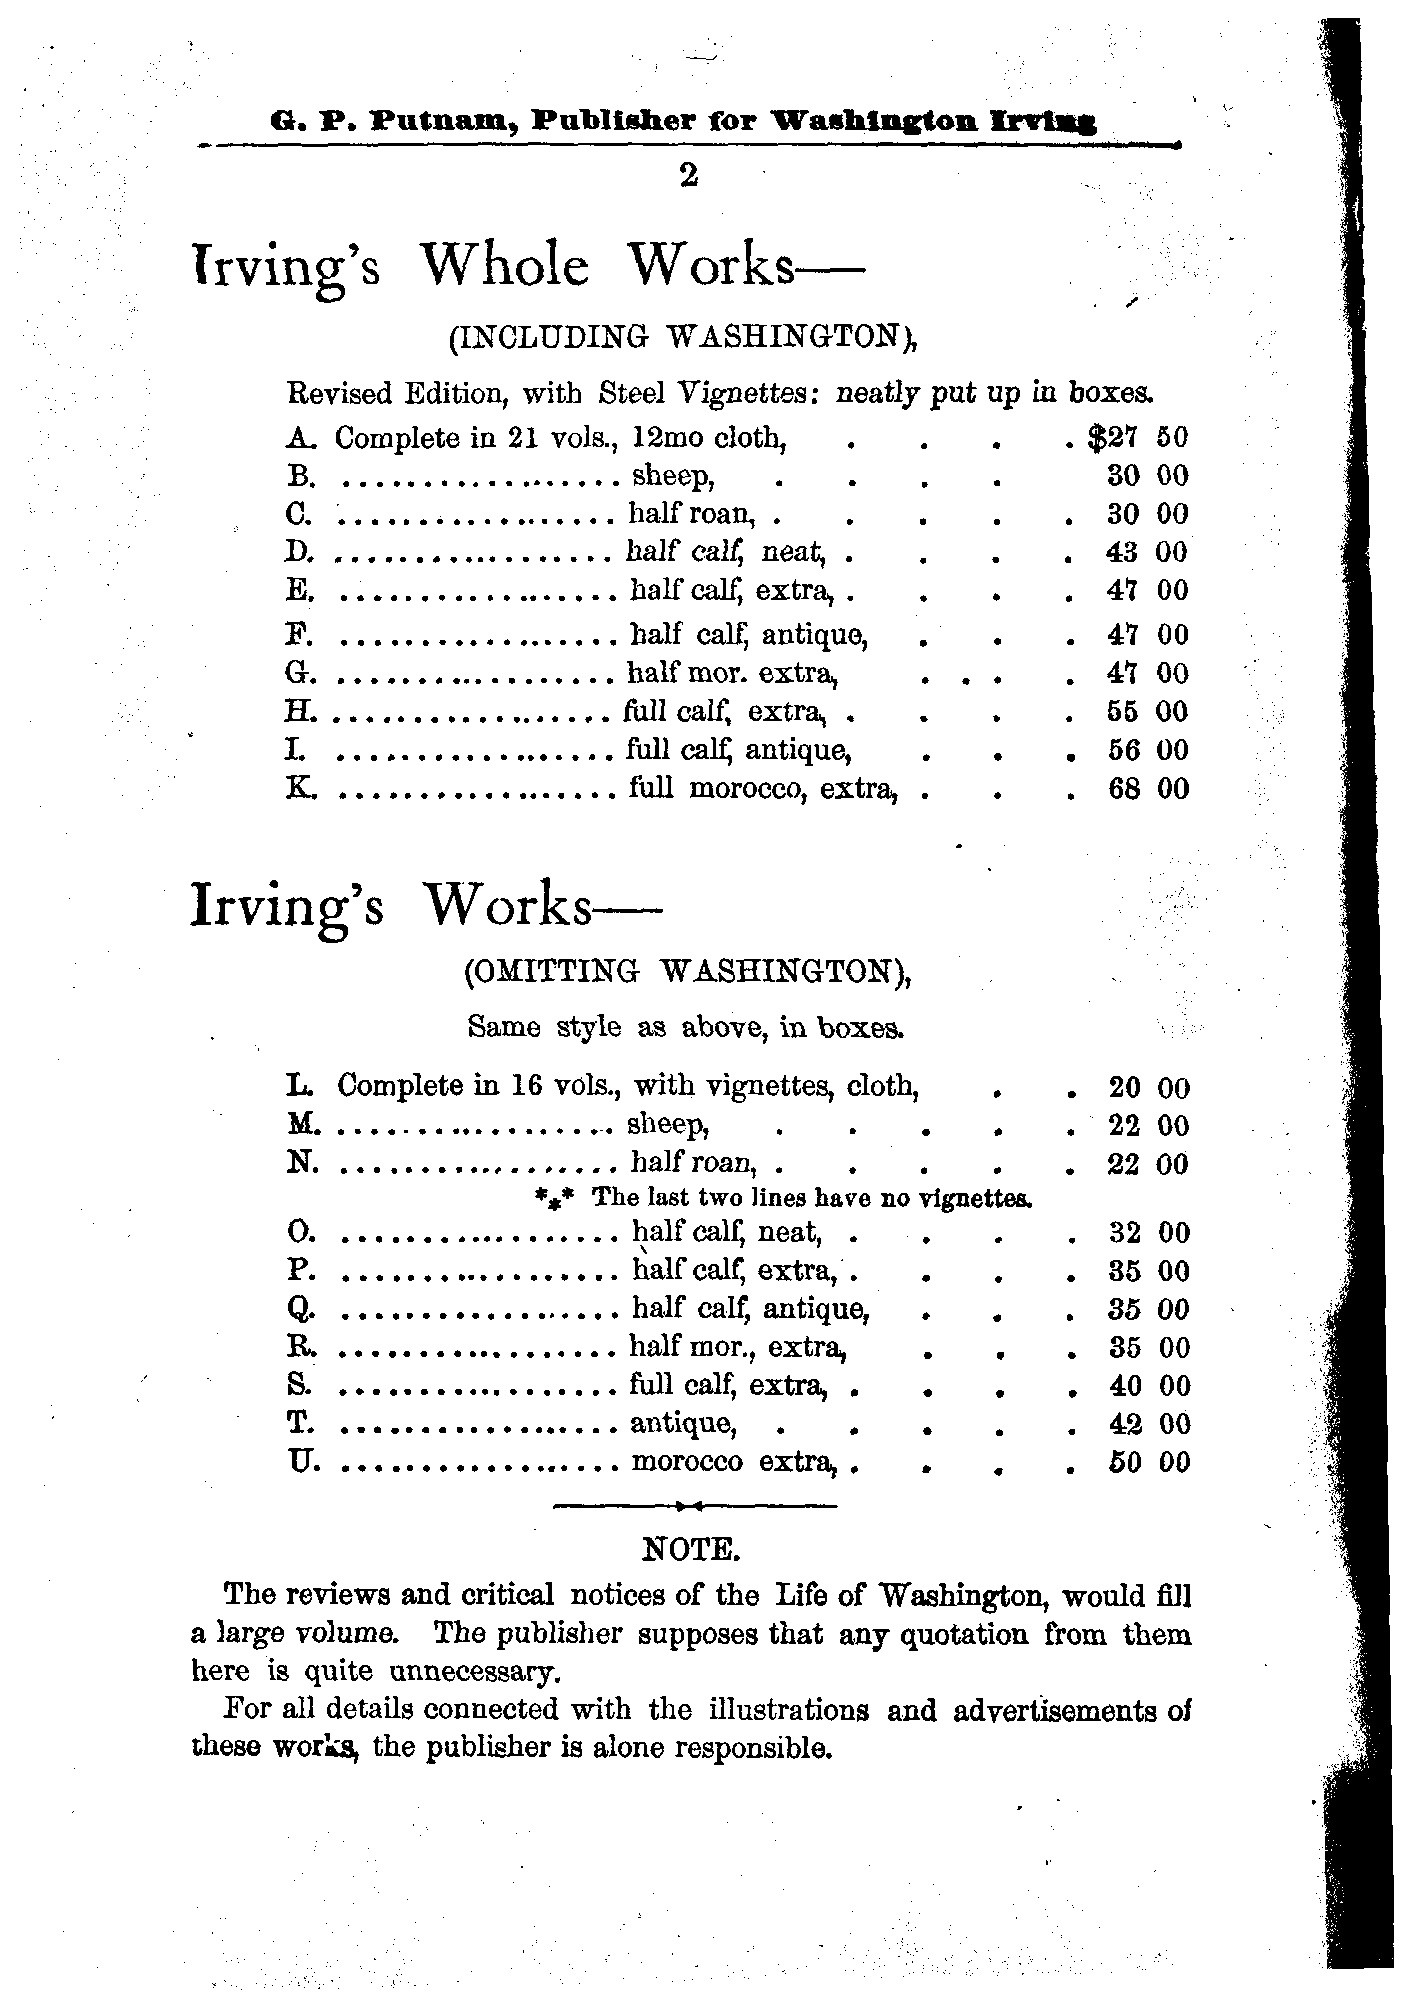 G. P. Putnam, Publisher for Washington Irving
2
Irving's Whole Works—
(INCLUDING WASHINGTON),
Revised Edition, with Steel Vignettes: neatly put up in boxes.
A. Complete in 21 vols., 12mo cloth, . . . . $27 50
B. .................. sheep, . . . . 30 00
C. .................. half roan, . . . . . 30 00
D. .................. half calf, neat, . . . . 43 00
E. .................. half calf, extra, . . . . 47 00
F. .................. half calf, antique, . . . 47 00
G. .................. half mor. extra, . . . . 47 00
H. .................. full calf, extra, . . . . 55 00
I. .................. full calf, antique, . . . 56 00
K. .................. full morocco, extra, . . . 68 00
Irving's Works—
(OMITTING WASHINGTON),
Same style as above, in boxes.
L. Complete in 16 vols., with vignettes, cloth, . . 20 00
M. .................. sheep, . . . . . 22 00
N. .................. half roan, . . . . . 22 00
*⁎* The last two lines have no vignettes.
O. .................. half calf, neat, . . . . 32 00
P. .................. half calf, extra, . . . . 35 00
Q. .................. half calf, antique, . . . 35 00
R. .................. half mor., extra, . . . 35 00
S. .................. full calf, extra, . . . . 40 00
T. .................. antique, . . . . . 42 00
U. .................. morocco extra, . . . . 50 00
NOTE.
The reviews and critical notices of the Life of Washington, would fill
a large volume. The publisher supposes that any quotation from them
here is quite unnecessary.
For all details connected with the illustrations and advertisements of
these works, the publisher is alone responsible.